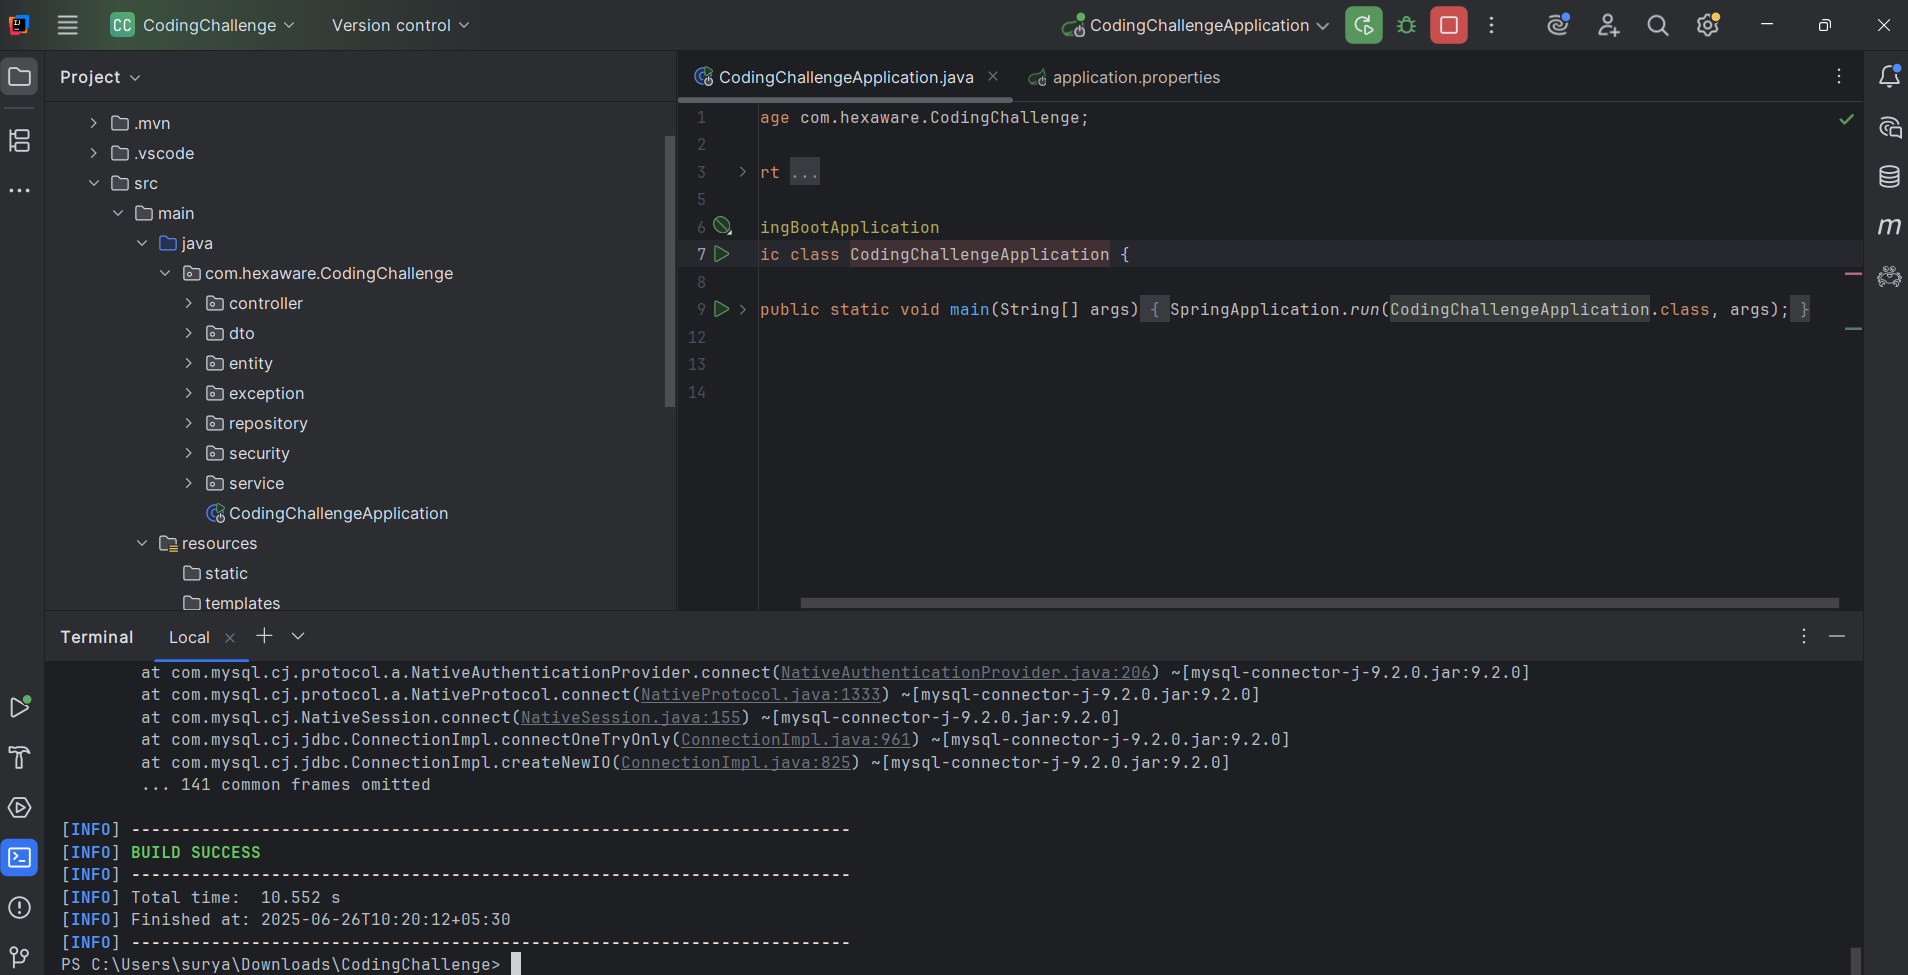 CC CodingChallenge Version control CodingChallengeApplication
Project
CodingChallengeApplication.java application.properties
.mvn
.vscode
src
main
java
com.hexaware.CodingChallenge
controller
dto
entity
exception
repository
security
service
CodingChallengeApplication
resources
static
templates
1 age com.hexaware.CodingChallenge;
2
3 rt ...
5
6 ingBootApplication
7 ic class CodingChallengeApplication {
8
9 public static void main(String[] args) { SpringApplication.run(CodingChallengeApplication.class, args); }
12
13
14
m
Terminal Local
at com.mysql.cj.protocol.a.NativeAuthenticationProvider.connect(NativeAuthenticationProvider.java:206) ~[mysql-connector-j-9.2.0.jar:9.2.0]
at com.mysql.cj.protocol.a.NativeProtocol.connect(NativeProtocol.java:1333) ~[mysql-connector-j-9.2.0.jar:9.2.0]
at com.mysql.cj.NativeSession.connect(NativeSession.java:155) ~[mysql-connector-j-9.2.0.jar:9.2.0]
at com.mysql.cj.jdbc.ConnectionImpl.connectOneTryOnly(ConnectionImpl.java:961) ~[mysql-connector-j-9.2.0.jar:9.2.0]
at com.mysql.cj.jdbc.ConnectionImpl.createNewIO(ConnectionImpl.java:825) ~[mysql-connector-j-9.2.0.jar:9.2.0]
... 141 common frames omitted
[INFO] ------------------------------------------------------------------------
[INFO] BUILD SUCCESS
[INFO] ------------------------------------------------------------------------
[INFO] Total time:  10.552 s
[INFO] Finished at: 2025-06-26T10:20:12+05:30
[INFO] ------------------------------------------------------------------------
PS C:\Users\surya\Downloads\CodingChallenge>